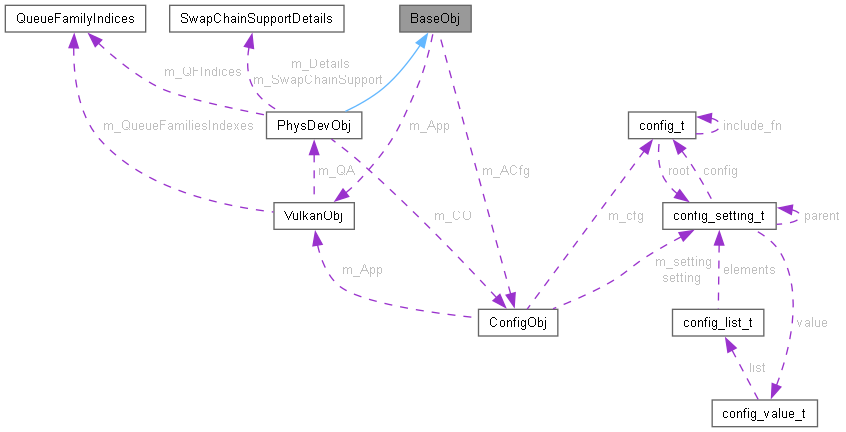 QueueFamilyIndices
SwapChainSupportDetails
BaseObj
m_QFIndices
m_Details
m_SwapChainSupport
m_QueueFamiliesIndexes
PhysDevObj
m_App
config_t
include_fn
m_QA
m_ACfg
root
config
VulkanObj
m_CO
m_cfg
config_setting_t
parent
m_App
m_setting
setting
elements
ConfigObj
config_list_t
value
list
config_value_t